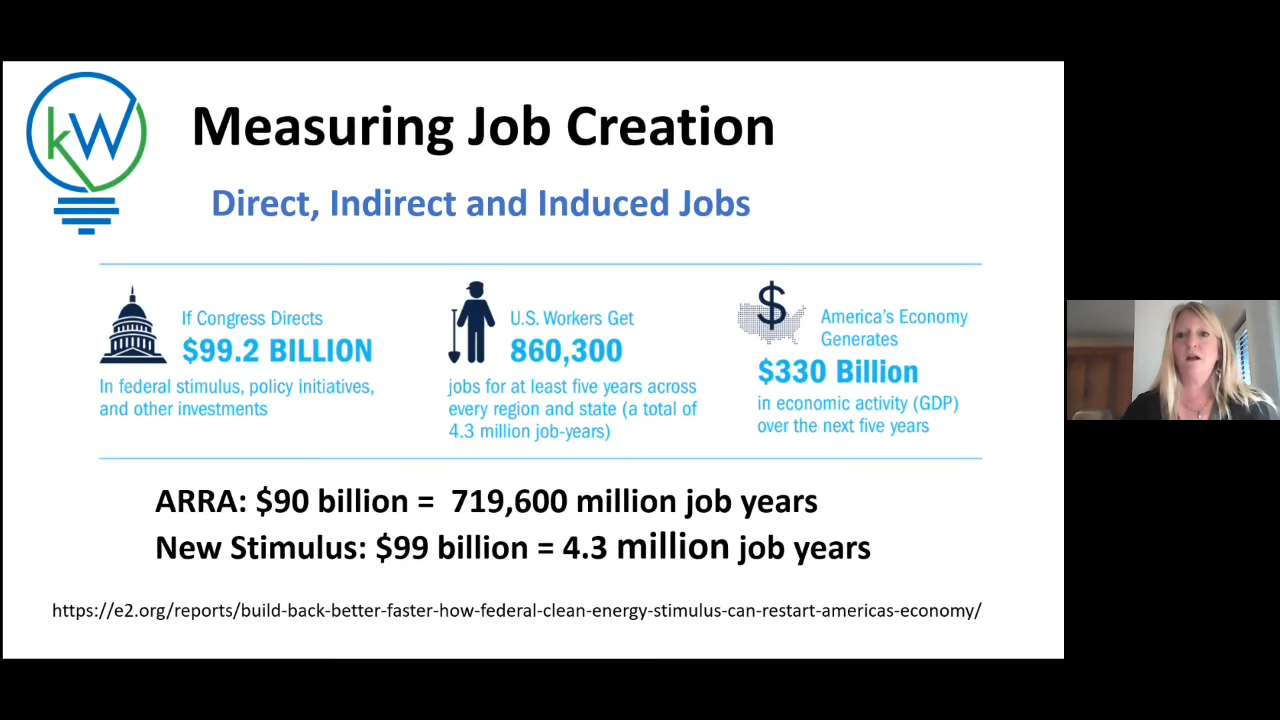 kW
Measuring Job Creation
Direct, Indirect and Induced Jobs
If Congress Directs
$99.2 BILLION
In federal stimulus, policy initiatives,
and other investments
U.S. Workers Get
860,300
jobs for at least five years across
every region and state (a total of
4.3 million job-years)
$
America's Economy
Generates
$330 Billion
in economic activity (GDP)
over the next five years
ARRA: $90 billion = 719,600 million job years
New Stimulus: $99 billion = 4.3 million job years
https://e2.org/reports/build-back-better-faster-how-federal-clean-energy-stimulus-can-restart-americas-economy/